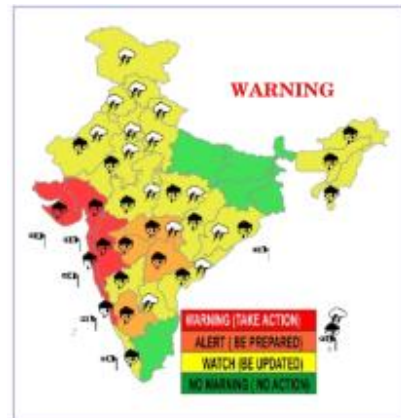 WARNING
WARNING (TAKE ACTION)
ALERT ( BE PREPARED)
WATCH (BE UPDATED)
NO WARNING ( NO ACTION)